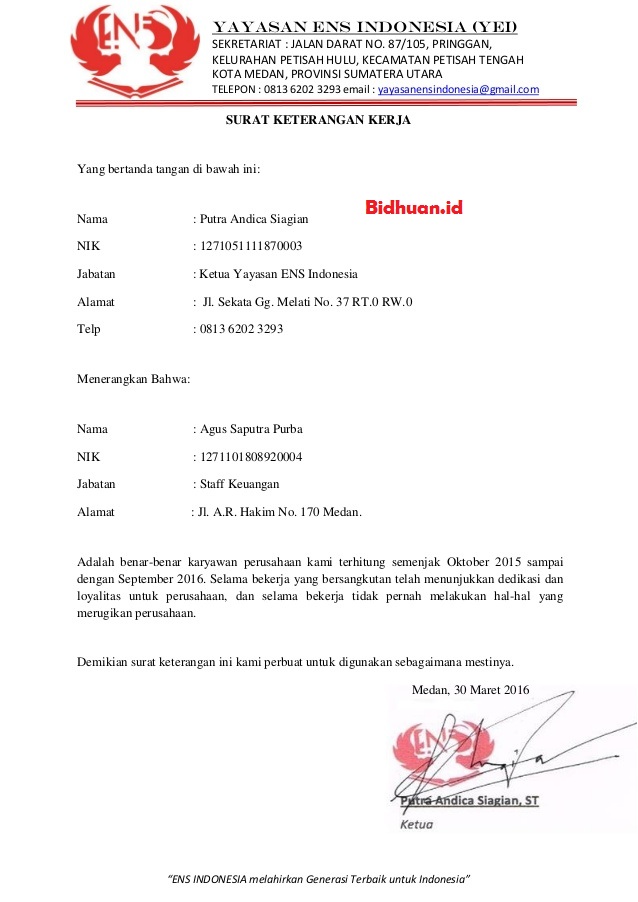 ENS
YAYASAN ENS INDONESIA (YEI)
SEKRETARIAT : JALAN DARAT NO. 87/105, PRINGGAN,
KELURAHAN PETISAH HULU, KECAMATAN PETISAH TENGAH
KOTA MEDAN, PROVINSI SUMATERA UTARA
TELEPON : 0813 6202 3293 email : yayasanensindonesia@gmail.com
SURAT KETERANGAN KERJA
Yang bertanda tangan di bawah ini:
Bidhuan.id
Nama : Putra Andica Siagian
NIK : 1271051111870003
Jabatan : Ketua Yayasan ENS Indonesia
Alamat : Jl. Sekata Gg. Melati No. 37 RT.0 RW.0
Telp : 0813 6202 3293
Menerangkan Bahwa:
Nama : Agus Saputra Purba
NIK : 1271101808920004
Jabatan : Staff Keuangan
Alamat : Jl. A.R. Hakim No. 170 Medan.
Adalah benar-benar karyawan perusahaan kami terhitung semenjak Oktober 2015 sampai
dengan September 2016. Selama bekerja yang bersangkutan telah menunjukkan dedikasi dan
loyalitas untuk perusahaan, dan selama bekerja tidak pernah melakukan hal-hal yang
merugikan perusahaan.
Demikian surat keterangan ini kami perbuat untuk digunakan sebagaimana mestinya.
Medan, 30 Maret 2016
ENS
Putra Andica Siagian, ST
Ketua
“ENS INDONESIA melahirkan Generasi Terbaik untuk Indonesia”